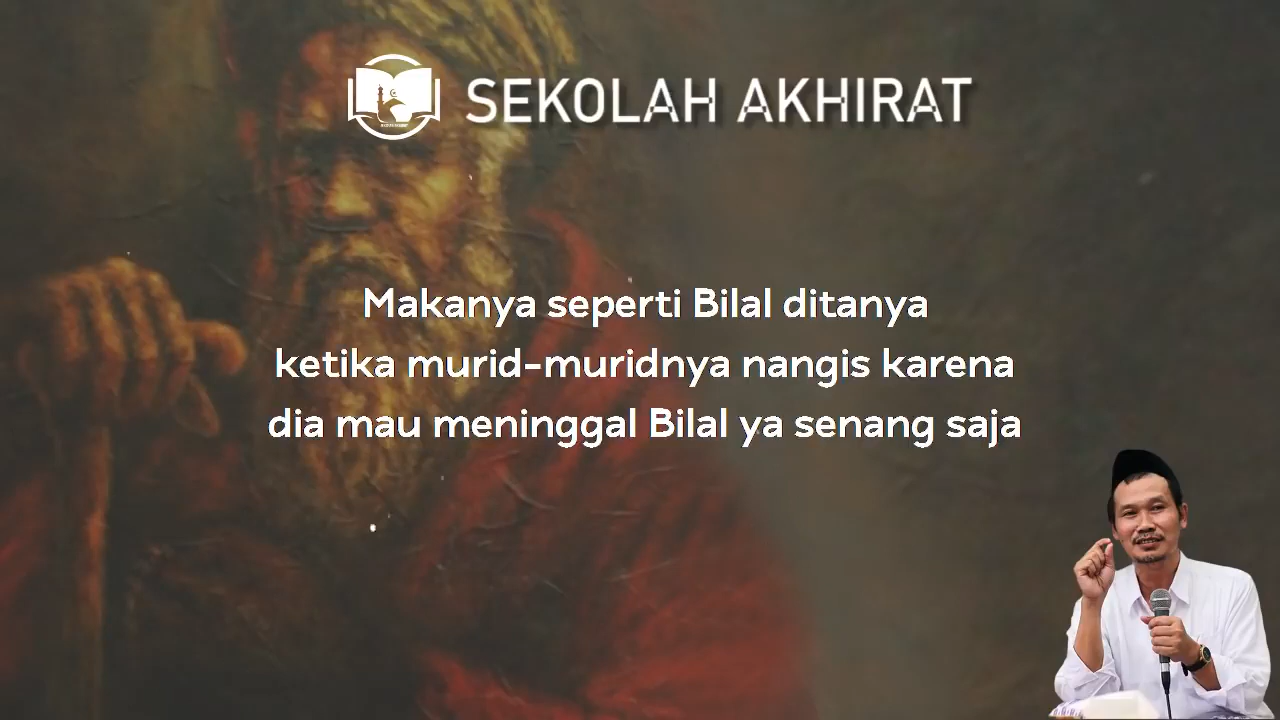 SEKOLAH AKHIRAT
Makanya seperti Bilal ditanya
ketika murid-muridnya nangis karena
dia mau meninggal Bilal ya senang saja